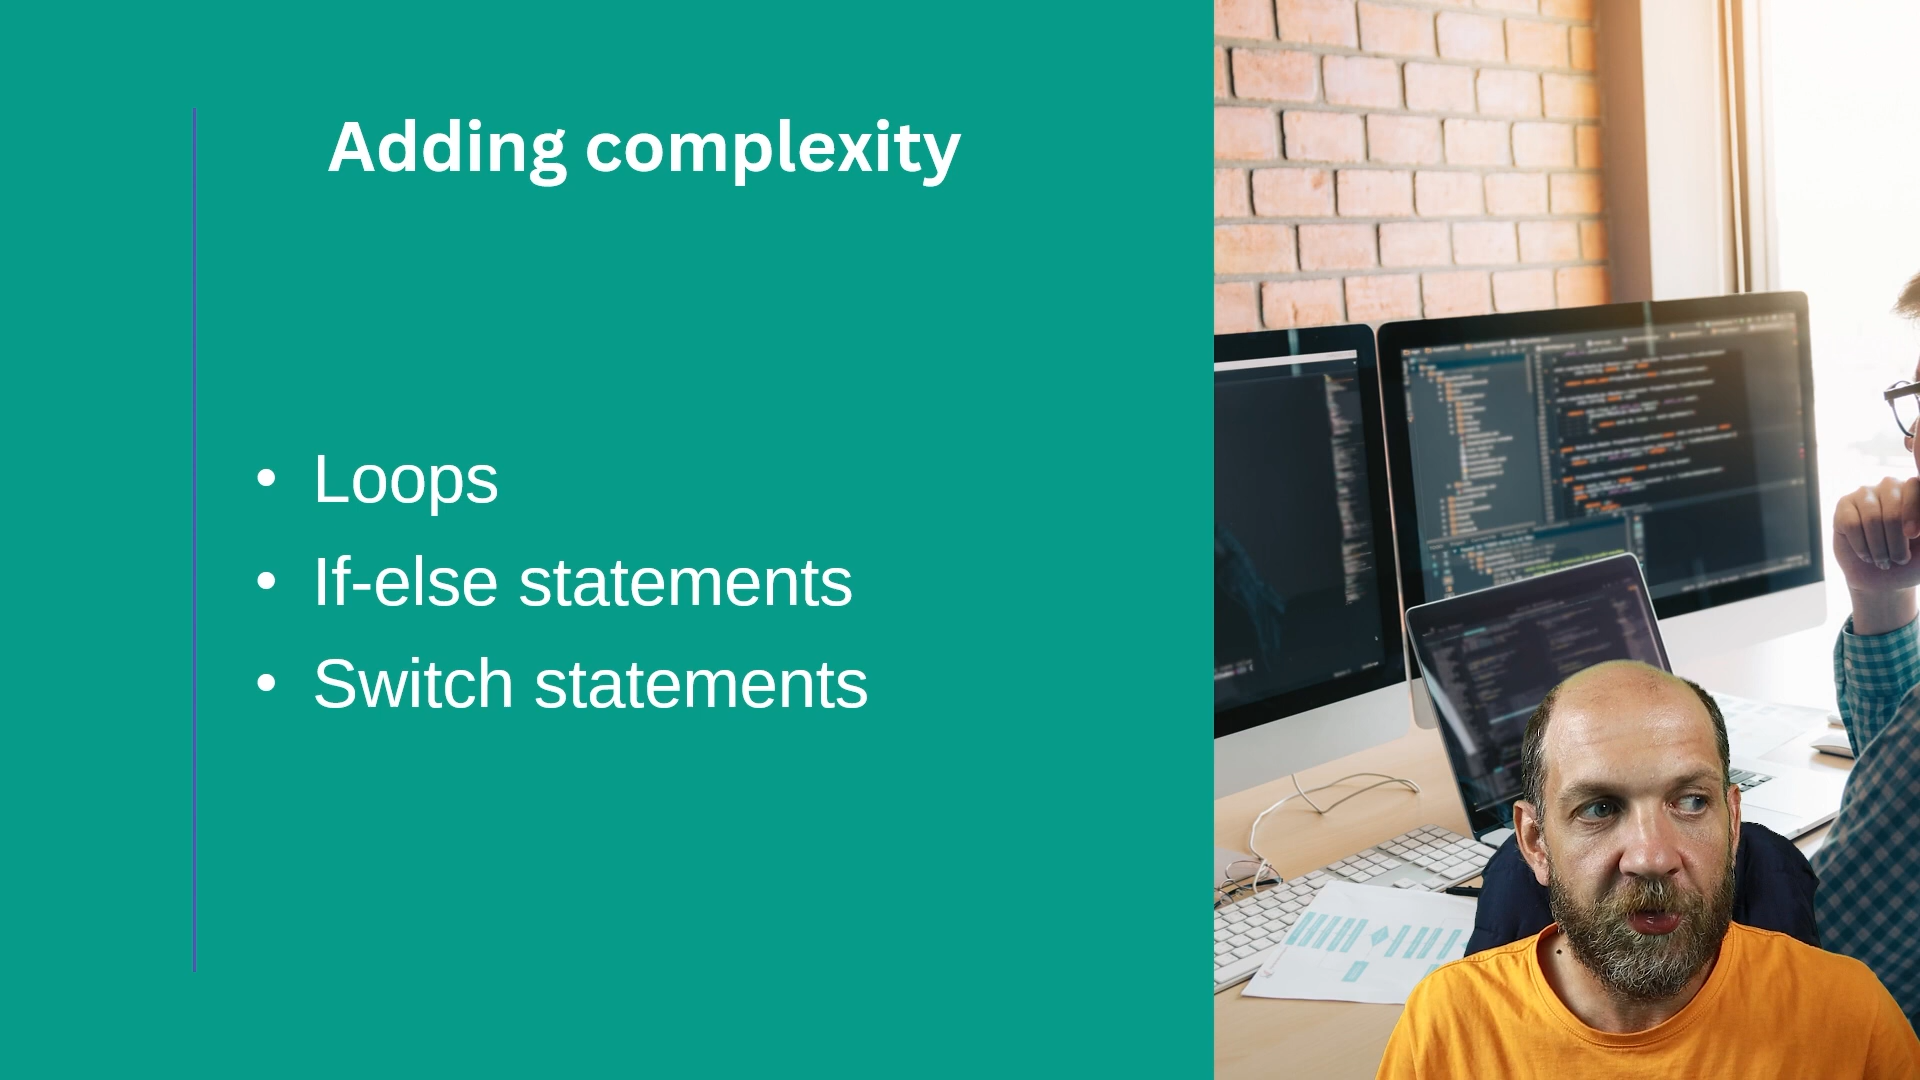 Adding complexity
• Loops
• If-else statements
• Switch statements